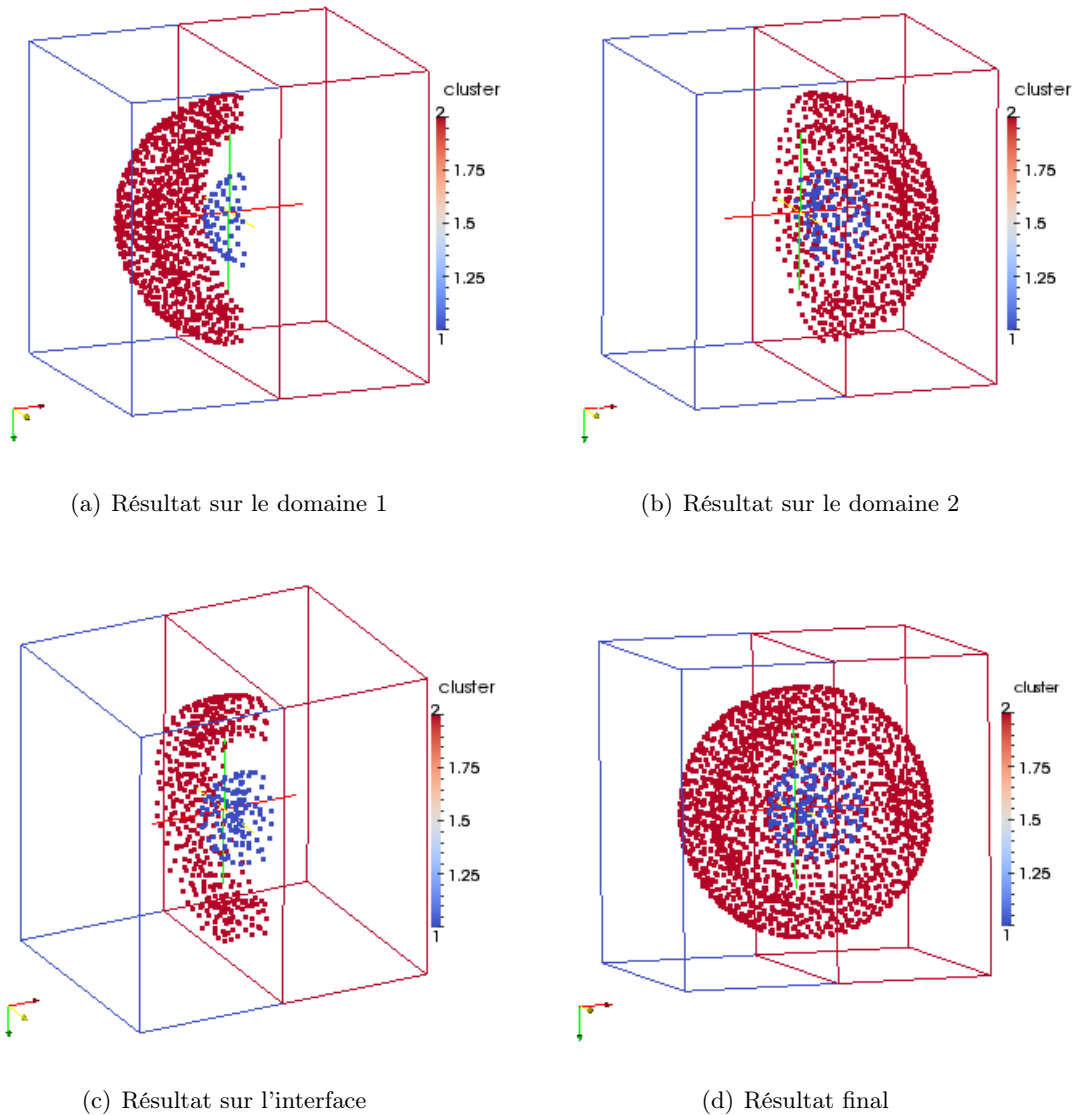 cluster
2
1.75
1.5
1.25
1
cluster
2
1.75
1.5
1.25
1
(a) Résultat sur le domaine 1
(b) Résultat sur le domaine 2
cluster
2
1.75
1.5
1.25
1
cluster
2
1.75
1.5
1.25
1
(c) Résultat sur l'interface
(d) Résultat final